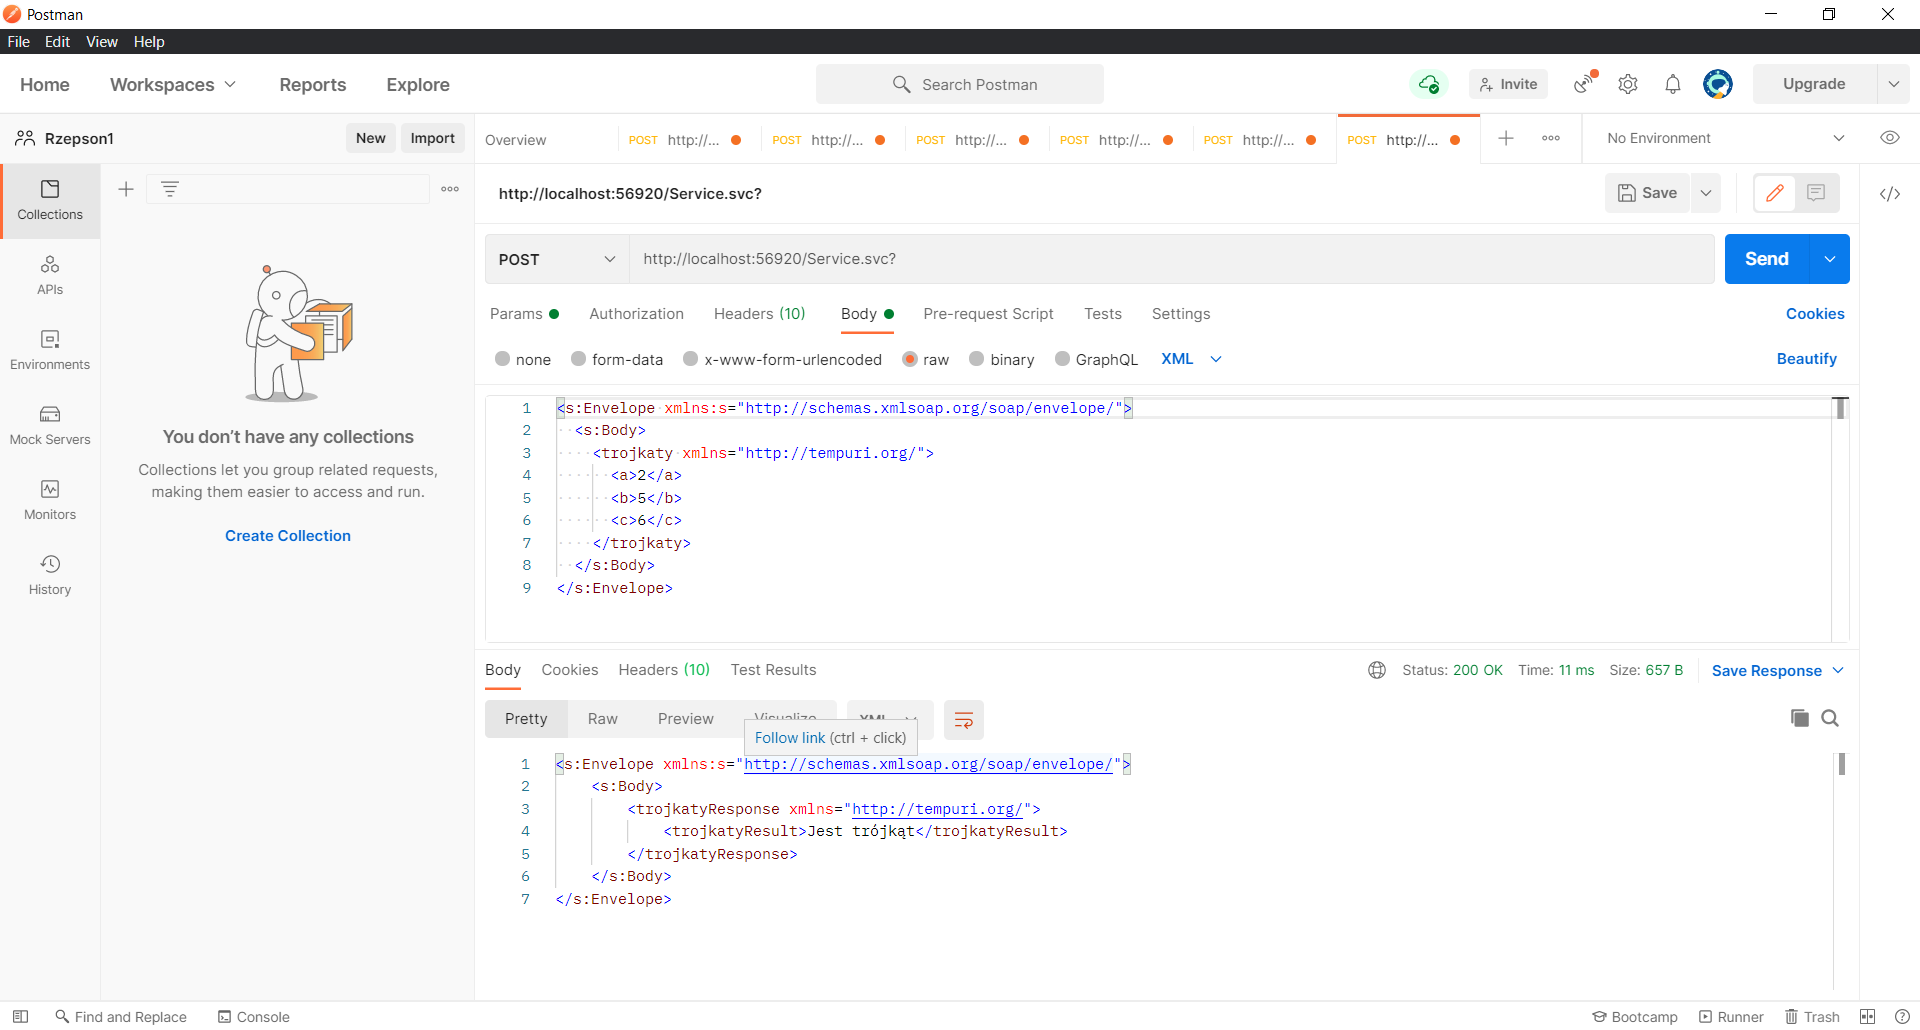 Postman
File Edit View Help
Home Workspaces Reports Explore Search Postman Invite Upgrade
Rzepson1 New Import
Overview POST http://... POST http://... POST http://... POST http://... POST http://... POST http://... No Environment
Collections
APIs
Environments
Mock Servers
Monitors
History
You don’t have any collections
Collections let you group related requests,
making them easier to access and run.
Create Collection
http://localhost:56920/Service.svc? Save
POST http://localhost:56920/Service.svc? Send
Params Authorization Headers (10) Body Pre-request Script Tests Settings Cookies
none form-data x-www-form-urlencoded raw binary GraphQL XML Beautify
1 <s:Envelope xmlns:s="http://schemas.xmlsoap.org/soap/envelope/">
2 <s:Body>
3 <trojkaty xmlns="http://tempuri.org/">
4 <a>2</a>
5 <b>5</b>
6 <c>6</c>
7 </trojkaty>
8 </s:Body>
9 </s:Envelope>
Body Cookies Headers (10) Test Results Status: 200 OK Time: 11 ms Size: 657 B Save Response
Pretty Raw Preview Visualize XML
Follow link (ctrl + click)
1 <s:Envelope xmlns:s="http://schemas.xmlsoap.org/soap/envelope/">
2 <s:Body>
3 <trojkatyResponse xmlns="http://tempuri.org/">
4 <trojkatyResult>Jest trójkąt</trojkatyResult>
5 </trojkatyResponse>
6 </s:Body>
7 </s:Envelope>
Find and Replace Console Bootcamp Runner Trash